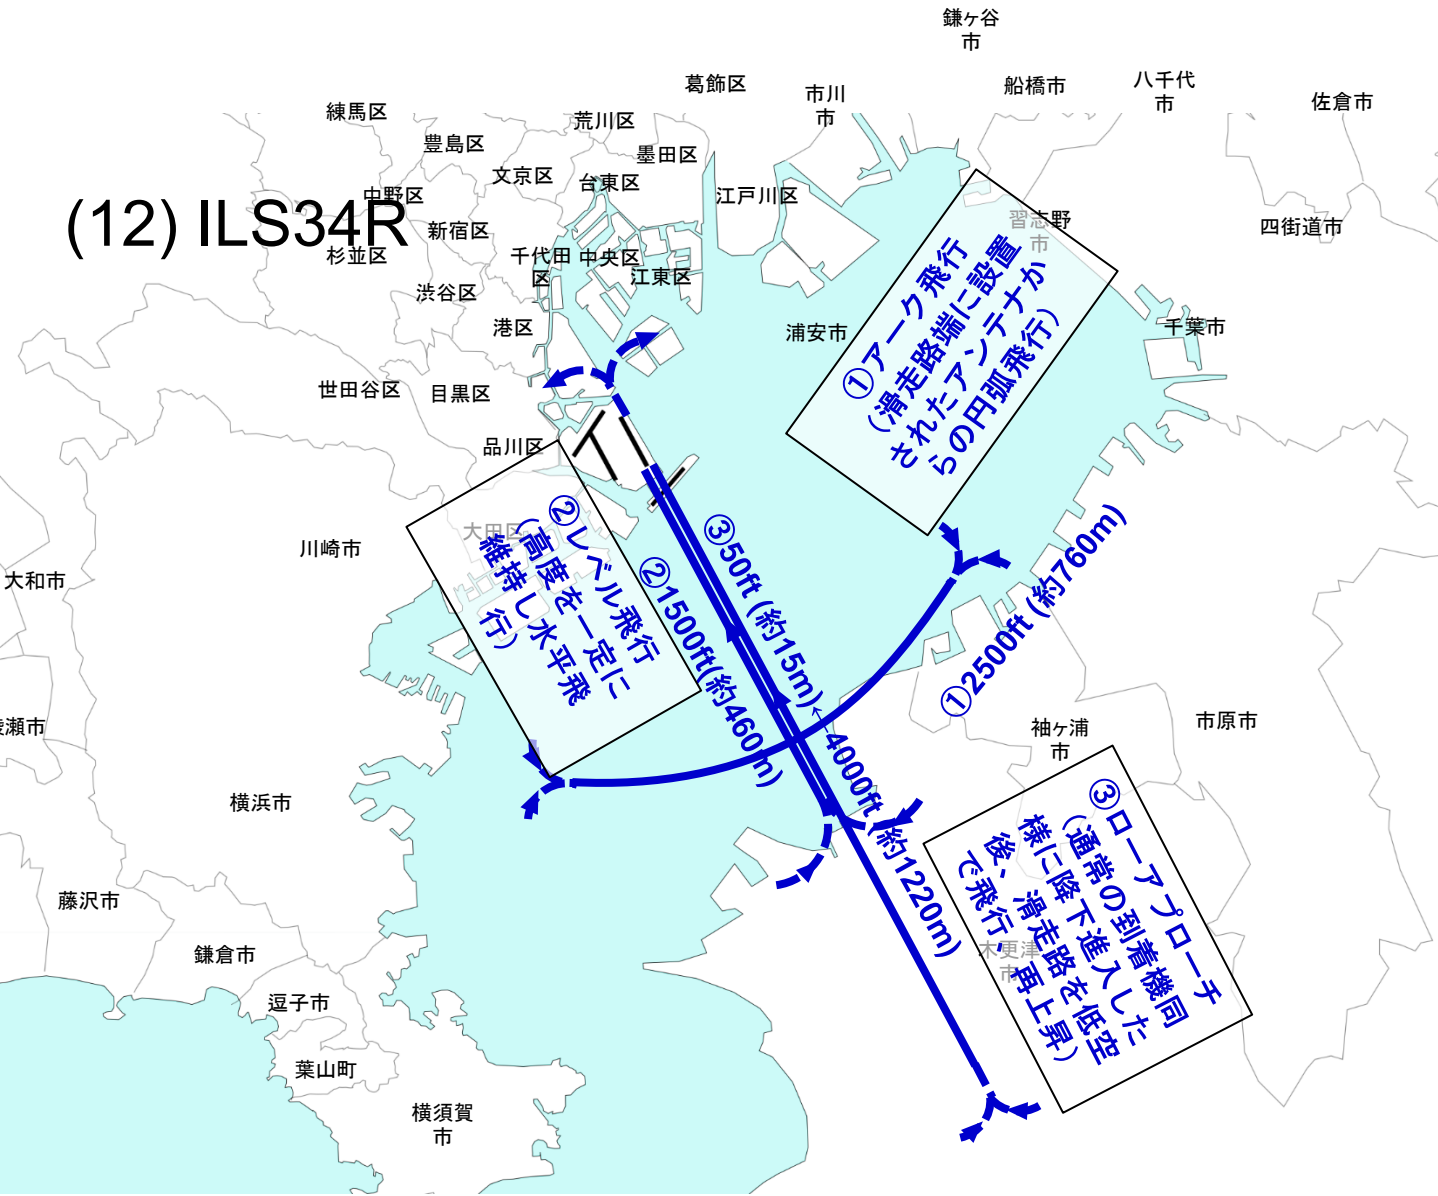 鎌ヶ谷
市
葛飾区
市川
市
船橋市
八千代
市
佐倉市
練馬区
荒川区
豊島区
墨田区
文京区
台東区
中野区
江戸川区
(12) ILS34R
新宿区
杉並区
千代田
区
中央区
江東区
渋谷区
港区
習志野
市
四街道市
浦安市
千葉市
世田谷区
目黒区
品川区
①アーク飛行
（滑走路端に設置
されたアンテナか
らの円弧飛行）
大田区
川崎市
大和市
②レベル飛行
（高度を一定に
維持し水平飛
行）
②1500ft(約460m)
③50ft (約15m)←4000ft (約1220m)
①2500ft (約760m)
瀬市
袖ヶ浦
市
市原市
横浜市
③ローアプローチ
（通常の到着機同
様に降下進入した
後、滑走路を低空
で飛行、再上昇）
木更津
市
藤沢市
鎌倉市
逗子市
葉山町
横須賀
市